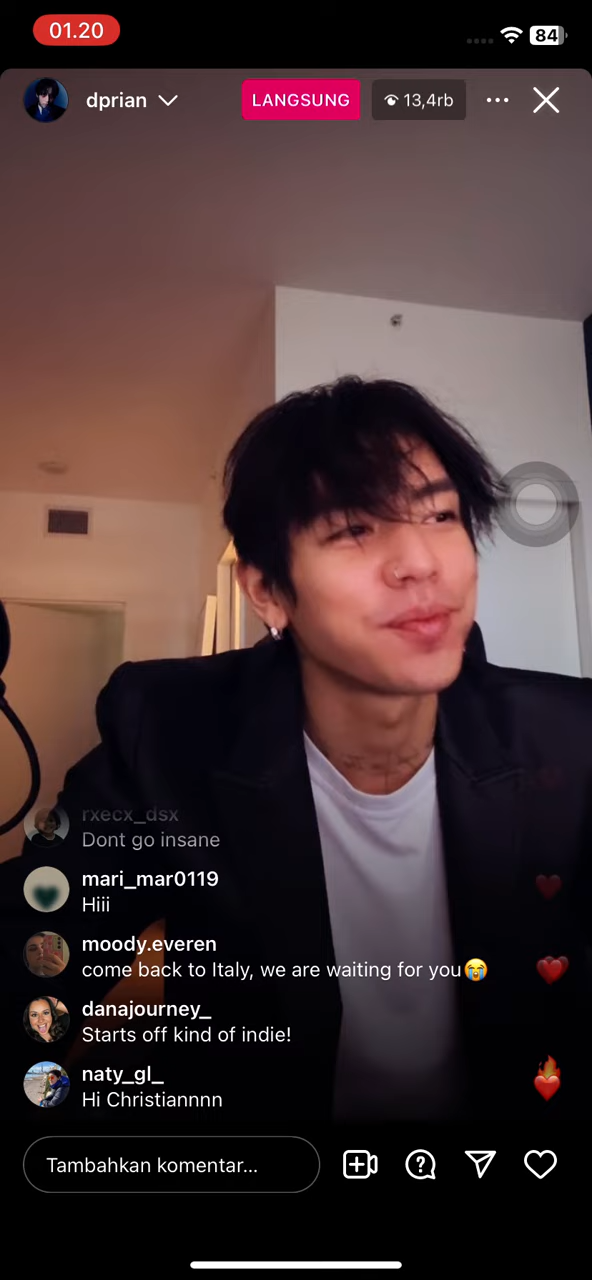 01.20
84
dprian
LANGSUNG
13,4rb
rxecx_dsx
Dont go insane
mari_mar0119
Hiii
moody.everen
come back to Italy, we are waiting for you😭
danajourney_
Starts off kind of indie!
naty_gl_
Hi Christiannnn
Tambahkan komentar...